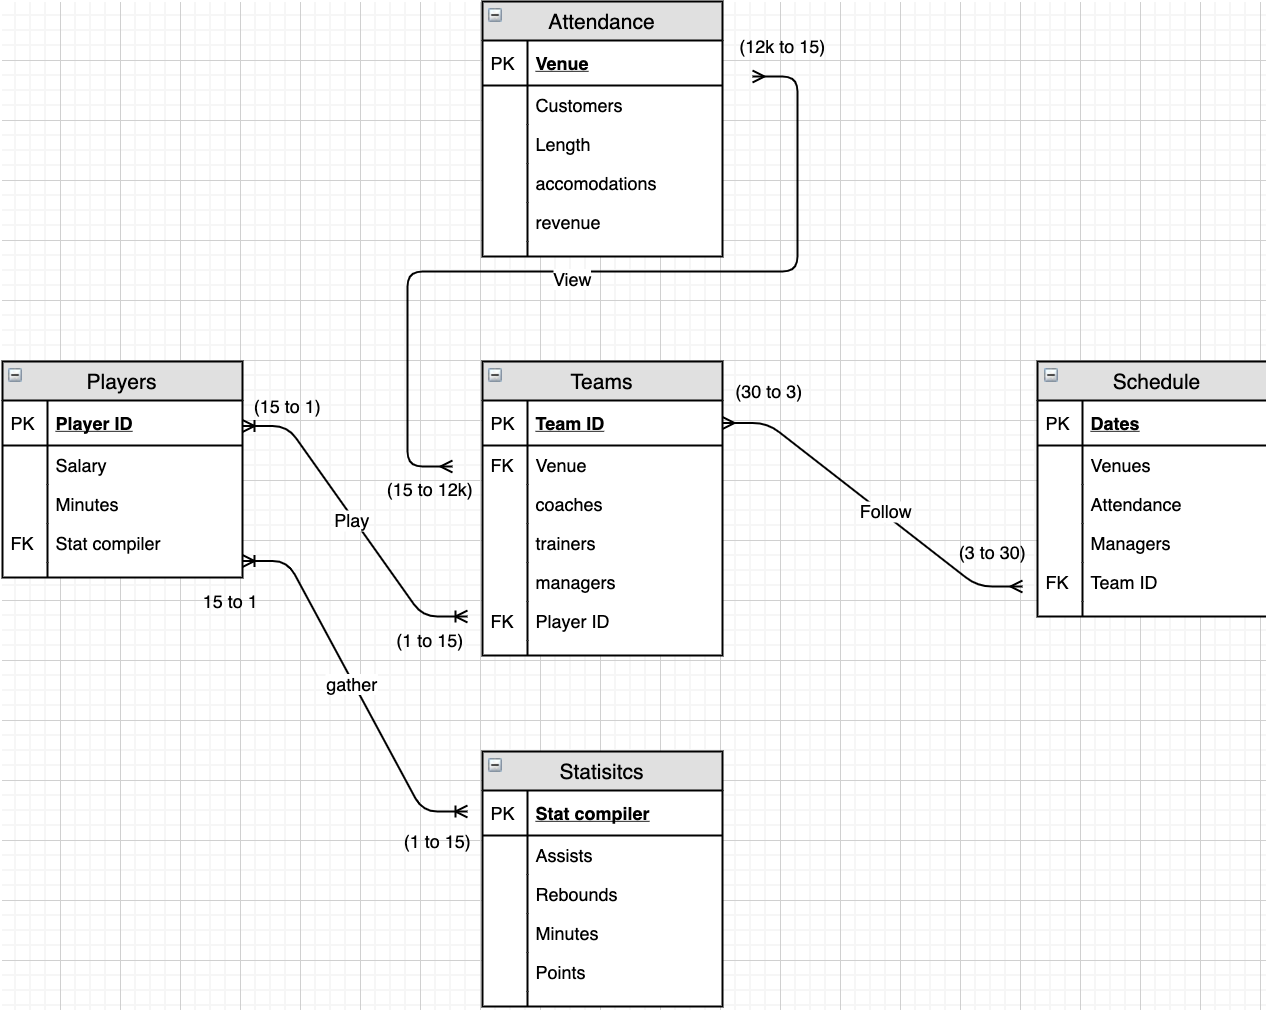 Attendance
(12k to 15)
PK Venue
Customers
Length
accomodations
revenue
View
Players
(15 to 1)
PK Player ID
Salary
Minutes
FK Stat compiler
15 to 1
Play
(15 to 12k)
(1 to 15)
gather
Teams
(30 to 3)
PK Team ID
FK Venue
coaches
trainers
managers
FK Player ID
Follow
(3 to 30)
Schedule
PK Dates
Venues
Attendance
Managers
FK Team ID
Statisitcs
PK Stat compiler
(1 to 15)
Assists
Rebounds
Minutes
Points